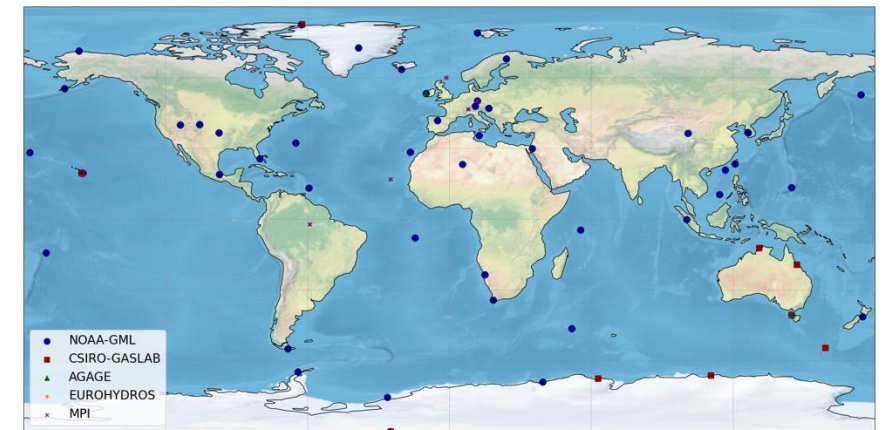 NOAA-GML
CSIRO-GASLAB
AGAGE
EUROHYDROS
MPI